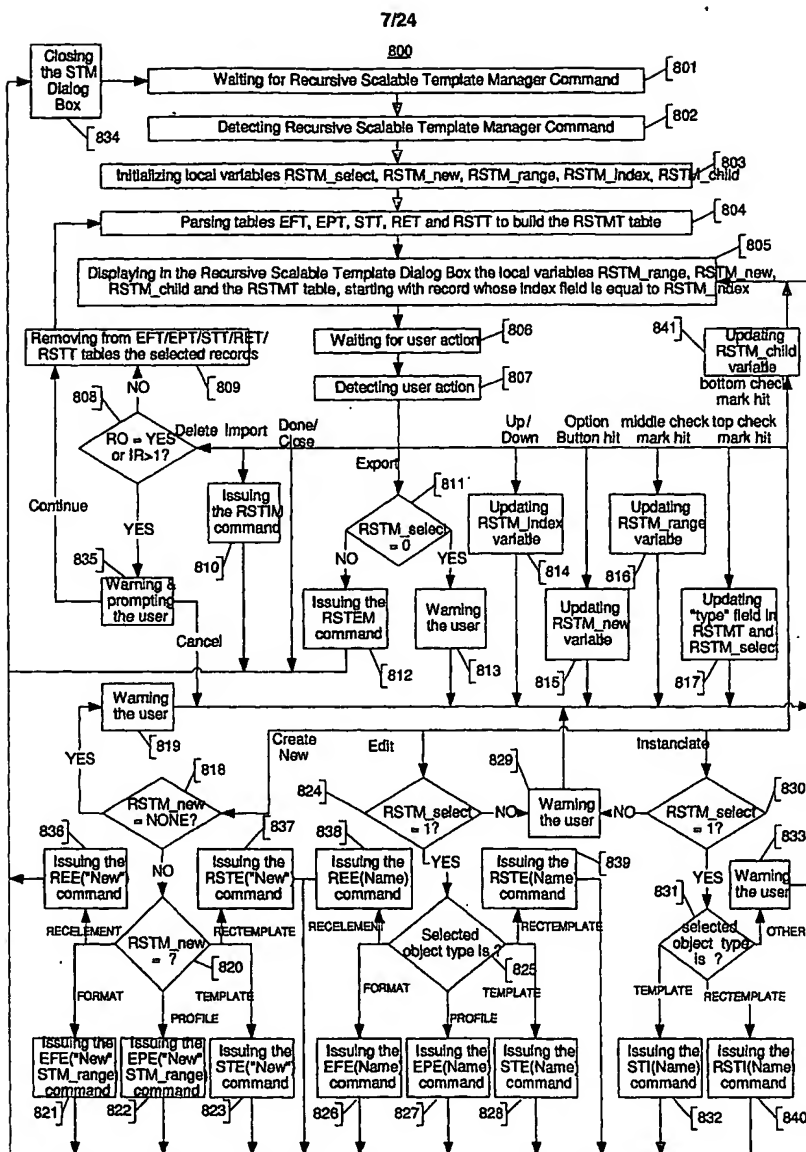 7/24
800
Closing
the STM
Dialog
Box
834
Waiting for Recursive Scalable Template Manager Command
801
Detecting Recursive Scalable Template Manager Command
802
Initializing local variables RSTM_select, RSTM_new, RSTM_range, RSTM_index, RSTM_child
803
Parsing tables EFT, EPT, STT, RET and RSTT to build the RSTMT table
804
805
Displaying in the Recursive Scalable Template Dialog Box the local variables RSTM_range, RSTM_new,
RSTM_child and the RSTMT table, starting with record whose index field is equal to RSTM_index
Removing from EFT/EPT/STT/RET/
RSTT tables the selected records
809
Waiting for user action
806
Detecting user action
807
841
Updating
RSTM_child
variable
bottom check
mark hit
NO
808
RO = YES
or IR>1?
Delete
Import
Done/
Close
Export
Up/
Down
Option
Button hit
middle check
mark hit
top check
mark hit
Continue
YES
Issuing
the RSTIM
command
810
811
RSTM_select
= 0
NO
YES
Updating
RSTM_index
variable
814
Updating
RSTM_range
variable
816
835
Warning &
prompting
the user
Cancel
Issuing the
RSTEM
command
812
Warning
the user
813
Updating
RSTM_new
variable
815
Updating
"type" field in
RSTMT and
RSTM_select
817
Warning
the user
819
YES
Create
New
Edit
Instanciate
818
RSTM_new
= NONE?
824
RSTM_select
= 1?
NO
829
Warning
the user
NO
RSTM_select
= 1?
830
836
Issuing the
REE("New")
command
NO
837
Issuing the
RSTE("New")
command
838
Issuing the
REE(Name)
command
YES
Issuing the
RSTE(Name)
command
839
YES
833
Warning
the user
831
RECELEMENT
RECTEMPLATE
RSTM_new
= ?
820
RECELEMENT
RECTEMPLATE
Selected
object type is ?
825
selected
object type
is ?
OTHER
FORMAT
TEMPLATE
PROFILE
FORMAT
TEMPLATE
PROFILE
TEMPLATE
RECTEMPLATE
Issuing the
EFE("New"
STM_range)
command
821
Issuing the
EPE("New"
STM_range)
command
822
Issuing the
STE("New")
command
823
Issuing the
EFE(Name)
command
826
Issuing the
EPE(Name)
command
827
Issuing the
STE(Name)
command
828
Issuing the
STI(Name)
command
832
Issuing the
RSTI(Name)
command
840